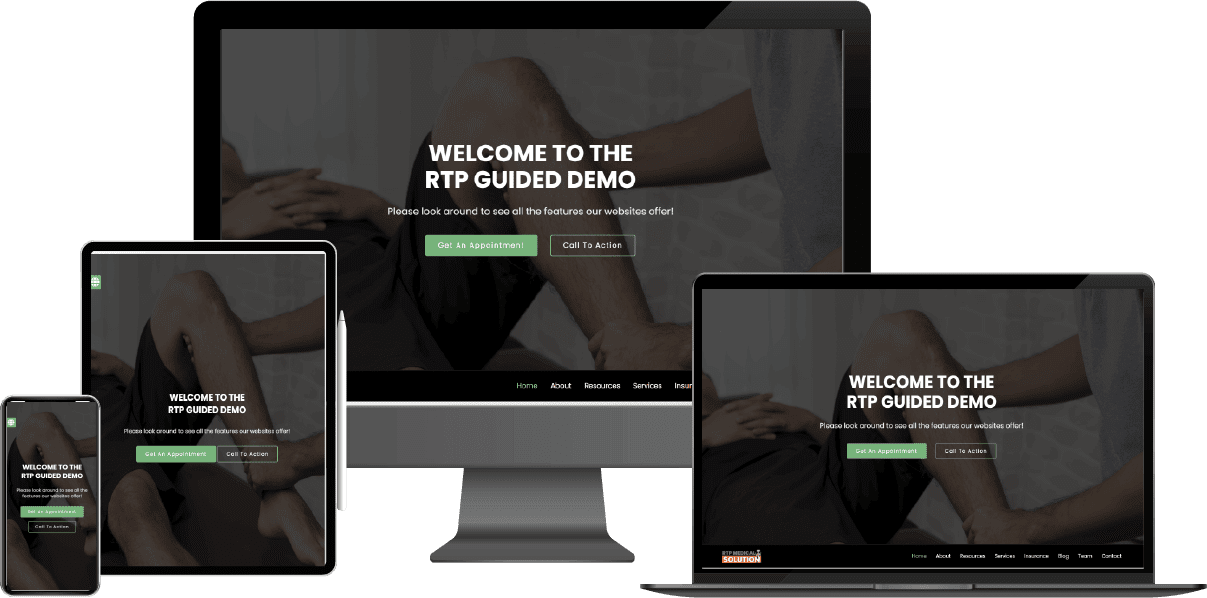 WELCOME TO THE
RTP GUIDED DEMO
Please look around to see all the features our websites offer!
Get An Appointment
Call To Action
Home About Resources Services Insur
WELCOME TO THE
RTP GUIDED DEMO
Please look around to see all the features our websites offer!
Get An Appointment
Call To Action
WELCOME TO THE
RTP GUIDED DEMO
Please look around to see all the
features our websites offer!
Get An Appointment
Call To Action
WELCOME TO THE
RTP GUIDED DEMO
Please look around to see all the features our websites offer!
Get An Appointment
Call To Action
RTP MEDICAL
SOLUTION
Home About Resources Services Insurance Blog Team Contact